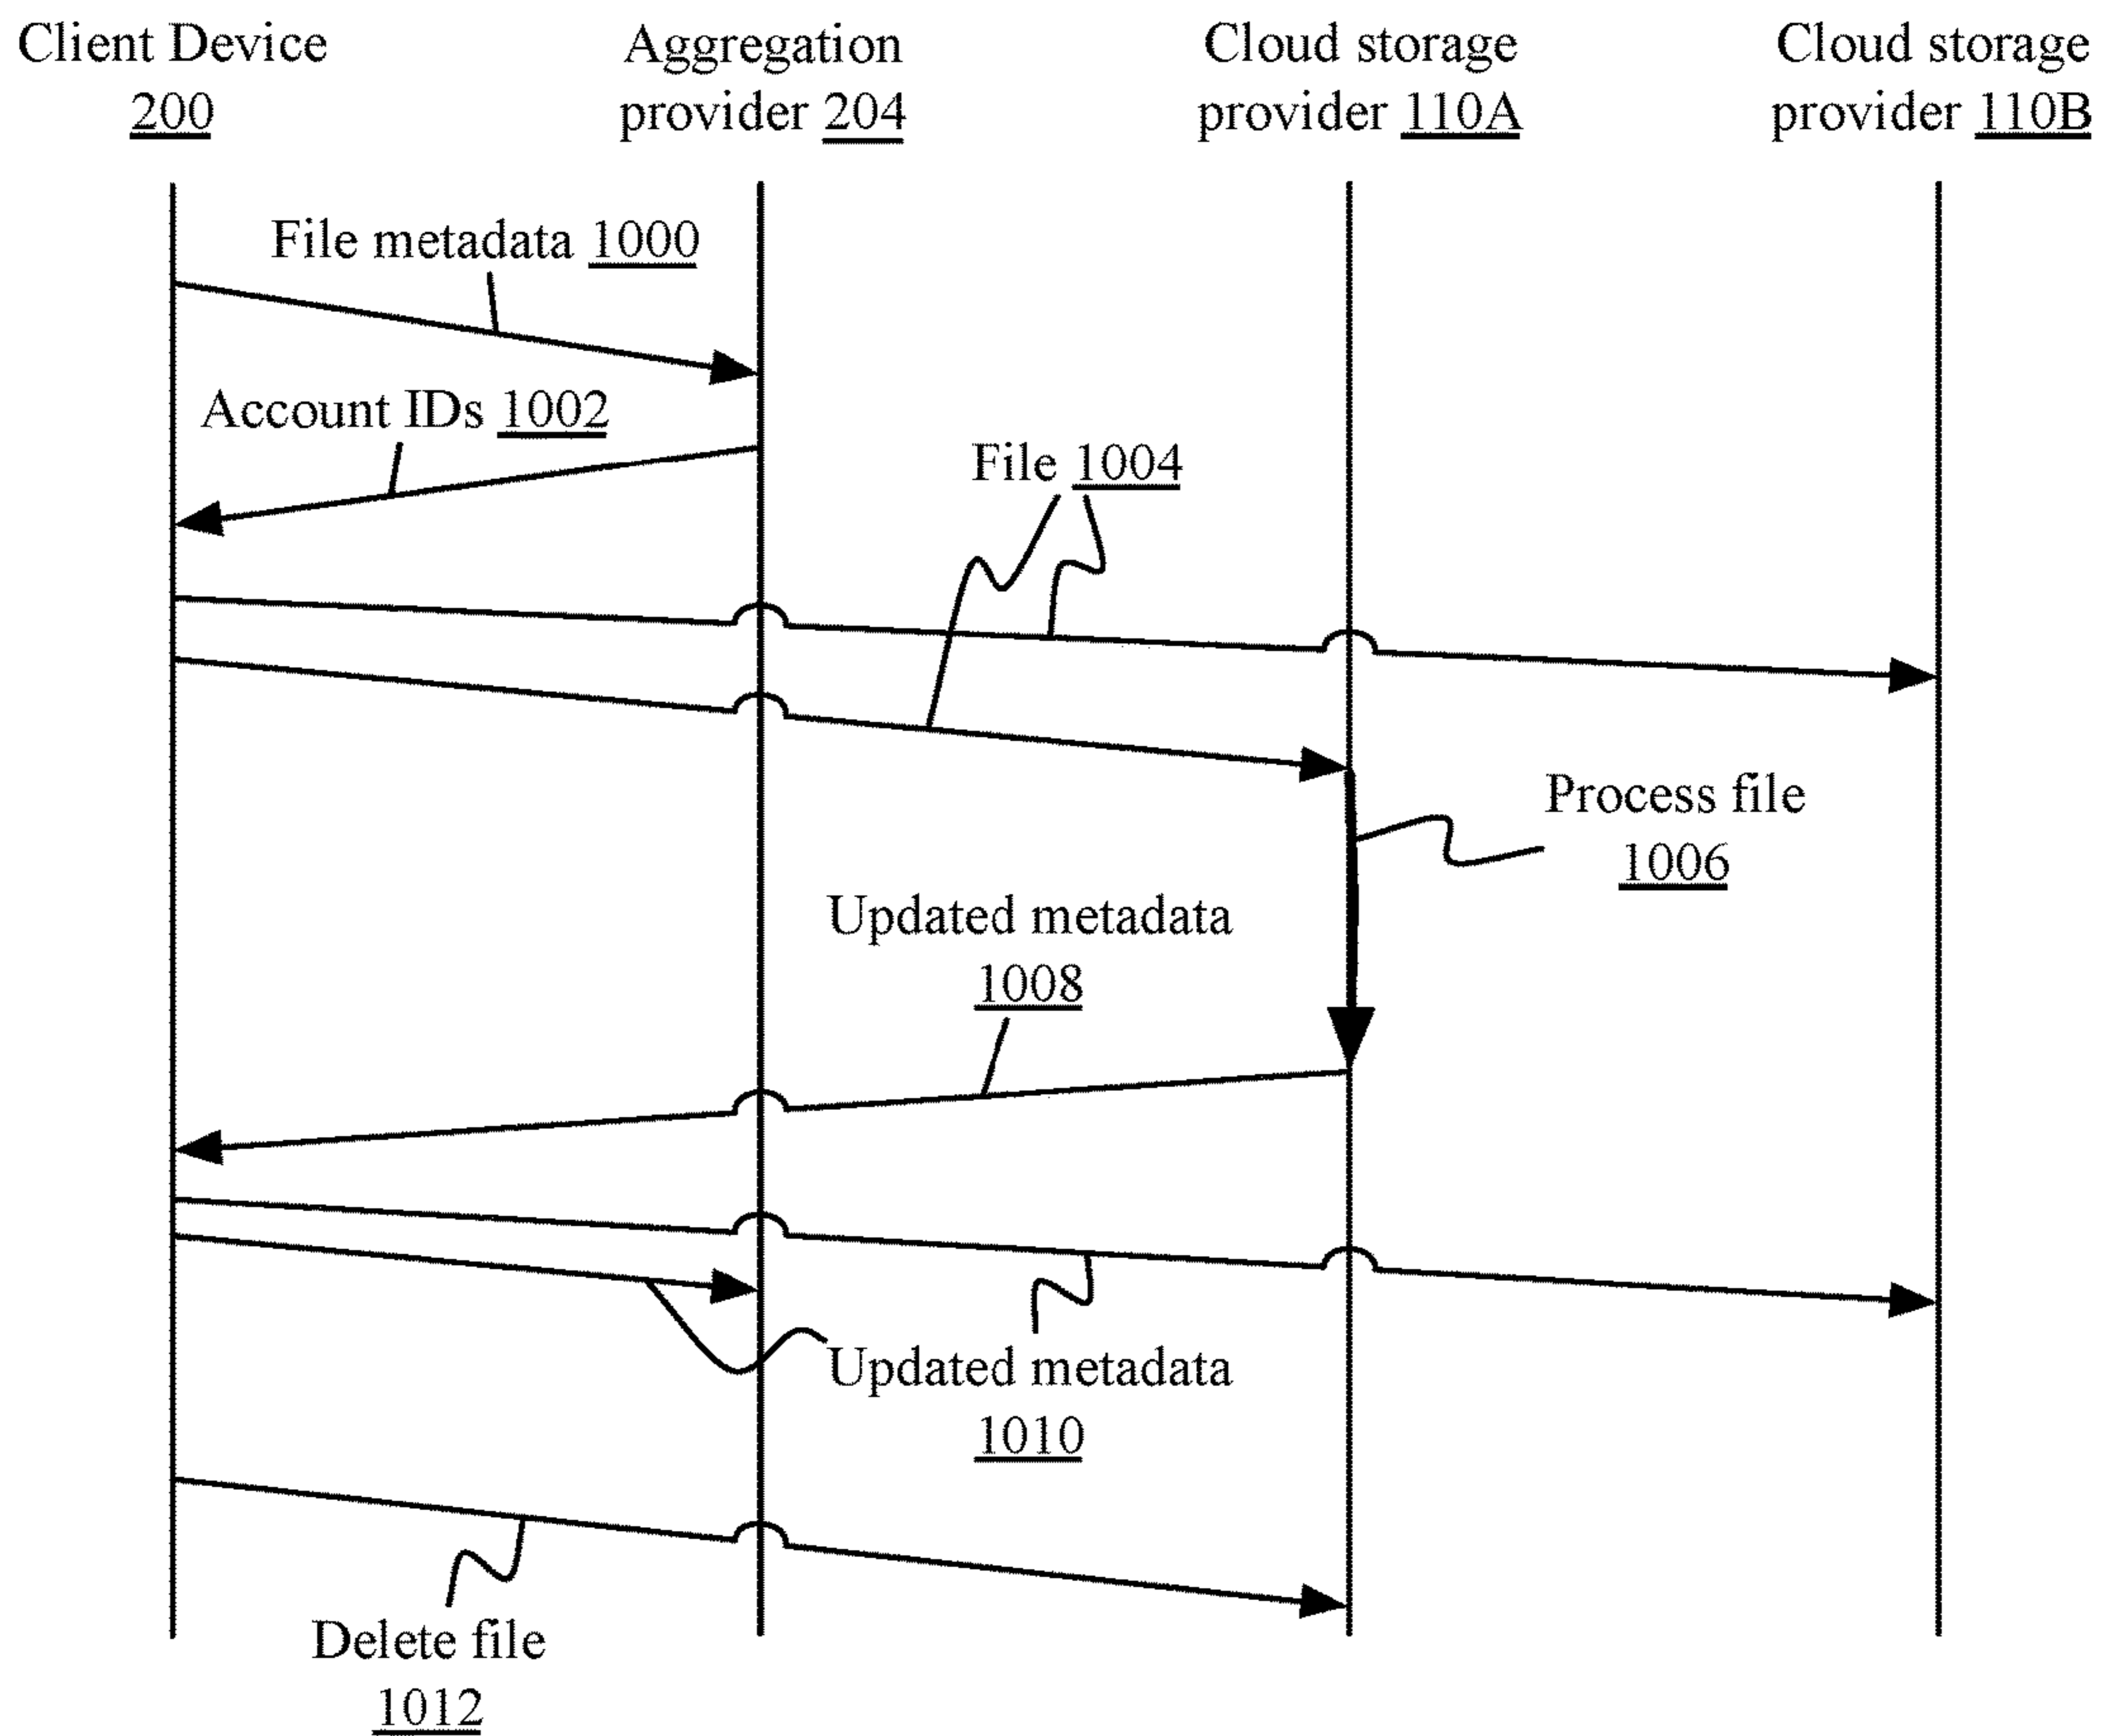 Client Device
200
Aggregation
provider 204
Cloud storage
provider 110A
Cloud storage
provider 110B
File metadata 1000
Account IDs 1002
File 1004
Process file
1006
Updated metadata
1008
Updated metadata
1010
Delete file
1012